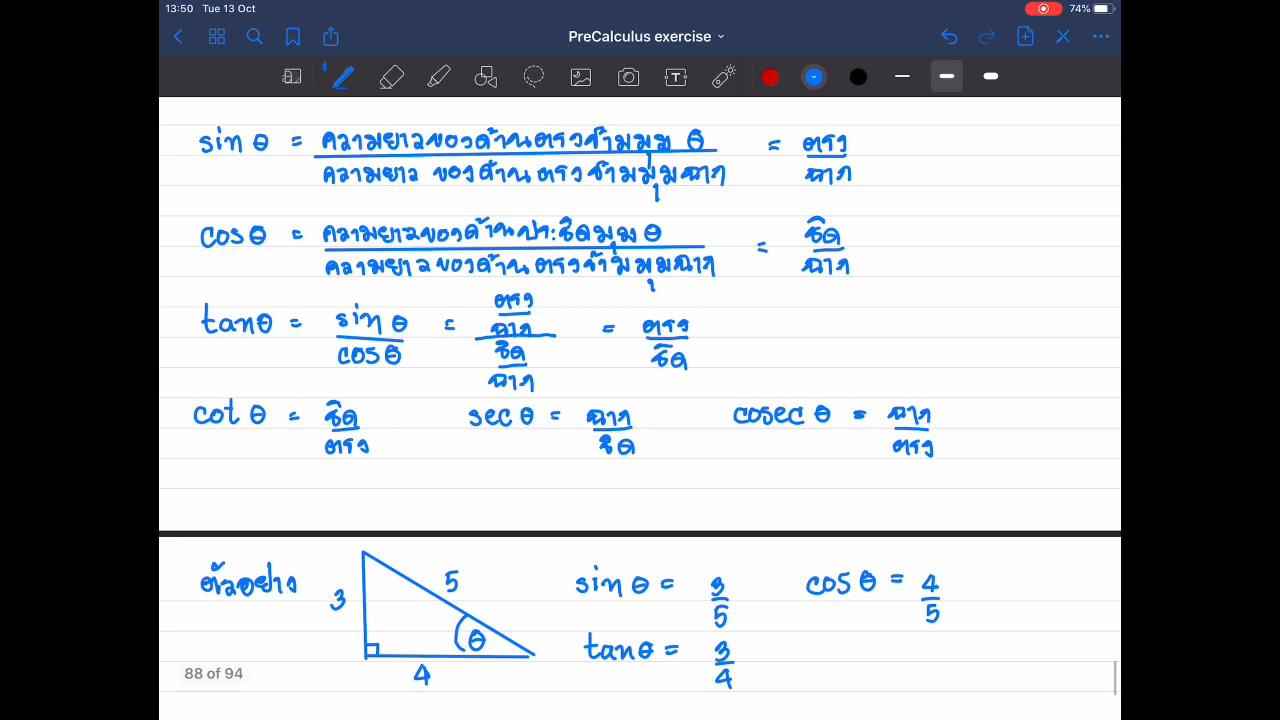 13:50 Tue 13 Oct 74%
PreCalculus exercise
sin θ = ความยาวของด้านตรงข้ามมุม θ / ความยาว ของด้านตรงข้ามมุมฉาก = ตรง / ฉาก
cos θ = ความยาวของด้านประชิดมุม θ / ความยาวของด้านตรงข้ามมุมฉาก = ชิด / ฉาก
tan θ = sin θ / cos θ = ตรง / ฉาก / ชิด / ฉาก = ตรง / ชิด
cot θ = ชิด / ตรง sec θ = ฉาก / ชิด cosec θ = ฉาก / ตรง
ตัวอย่าง 3 5 θ 4 sin θ = 3 / 5 cos θ = 4 / 5
tan θ = 3 / 4
88 of 94